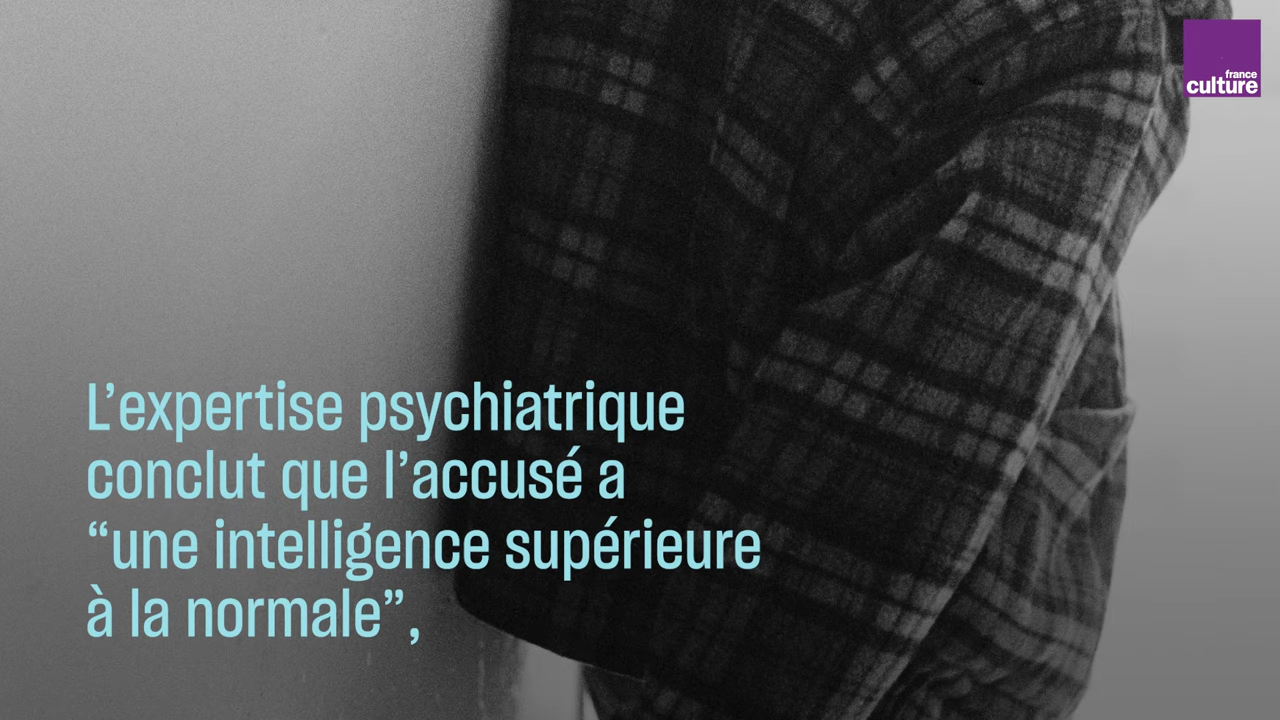 france
culture
L’expertise psychiatrique
conclut que l’accusé a
“une intelligence supérieure
à la normale”,